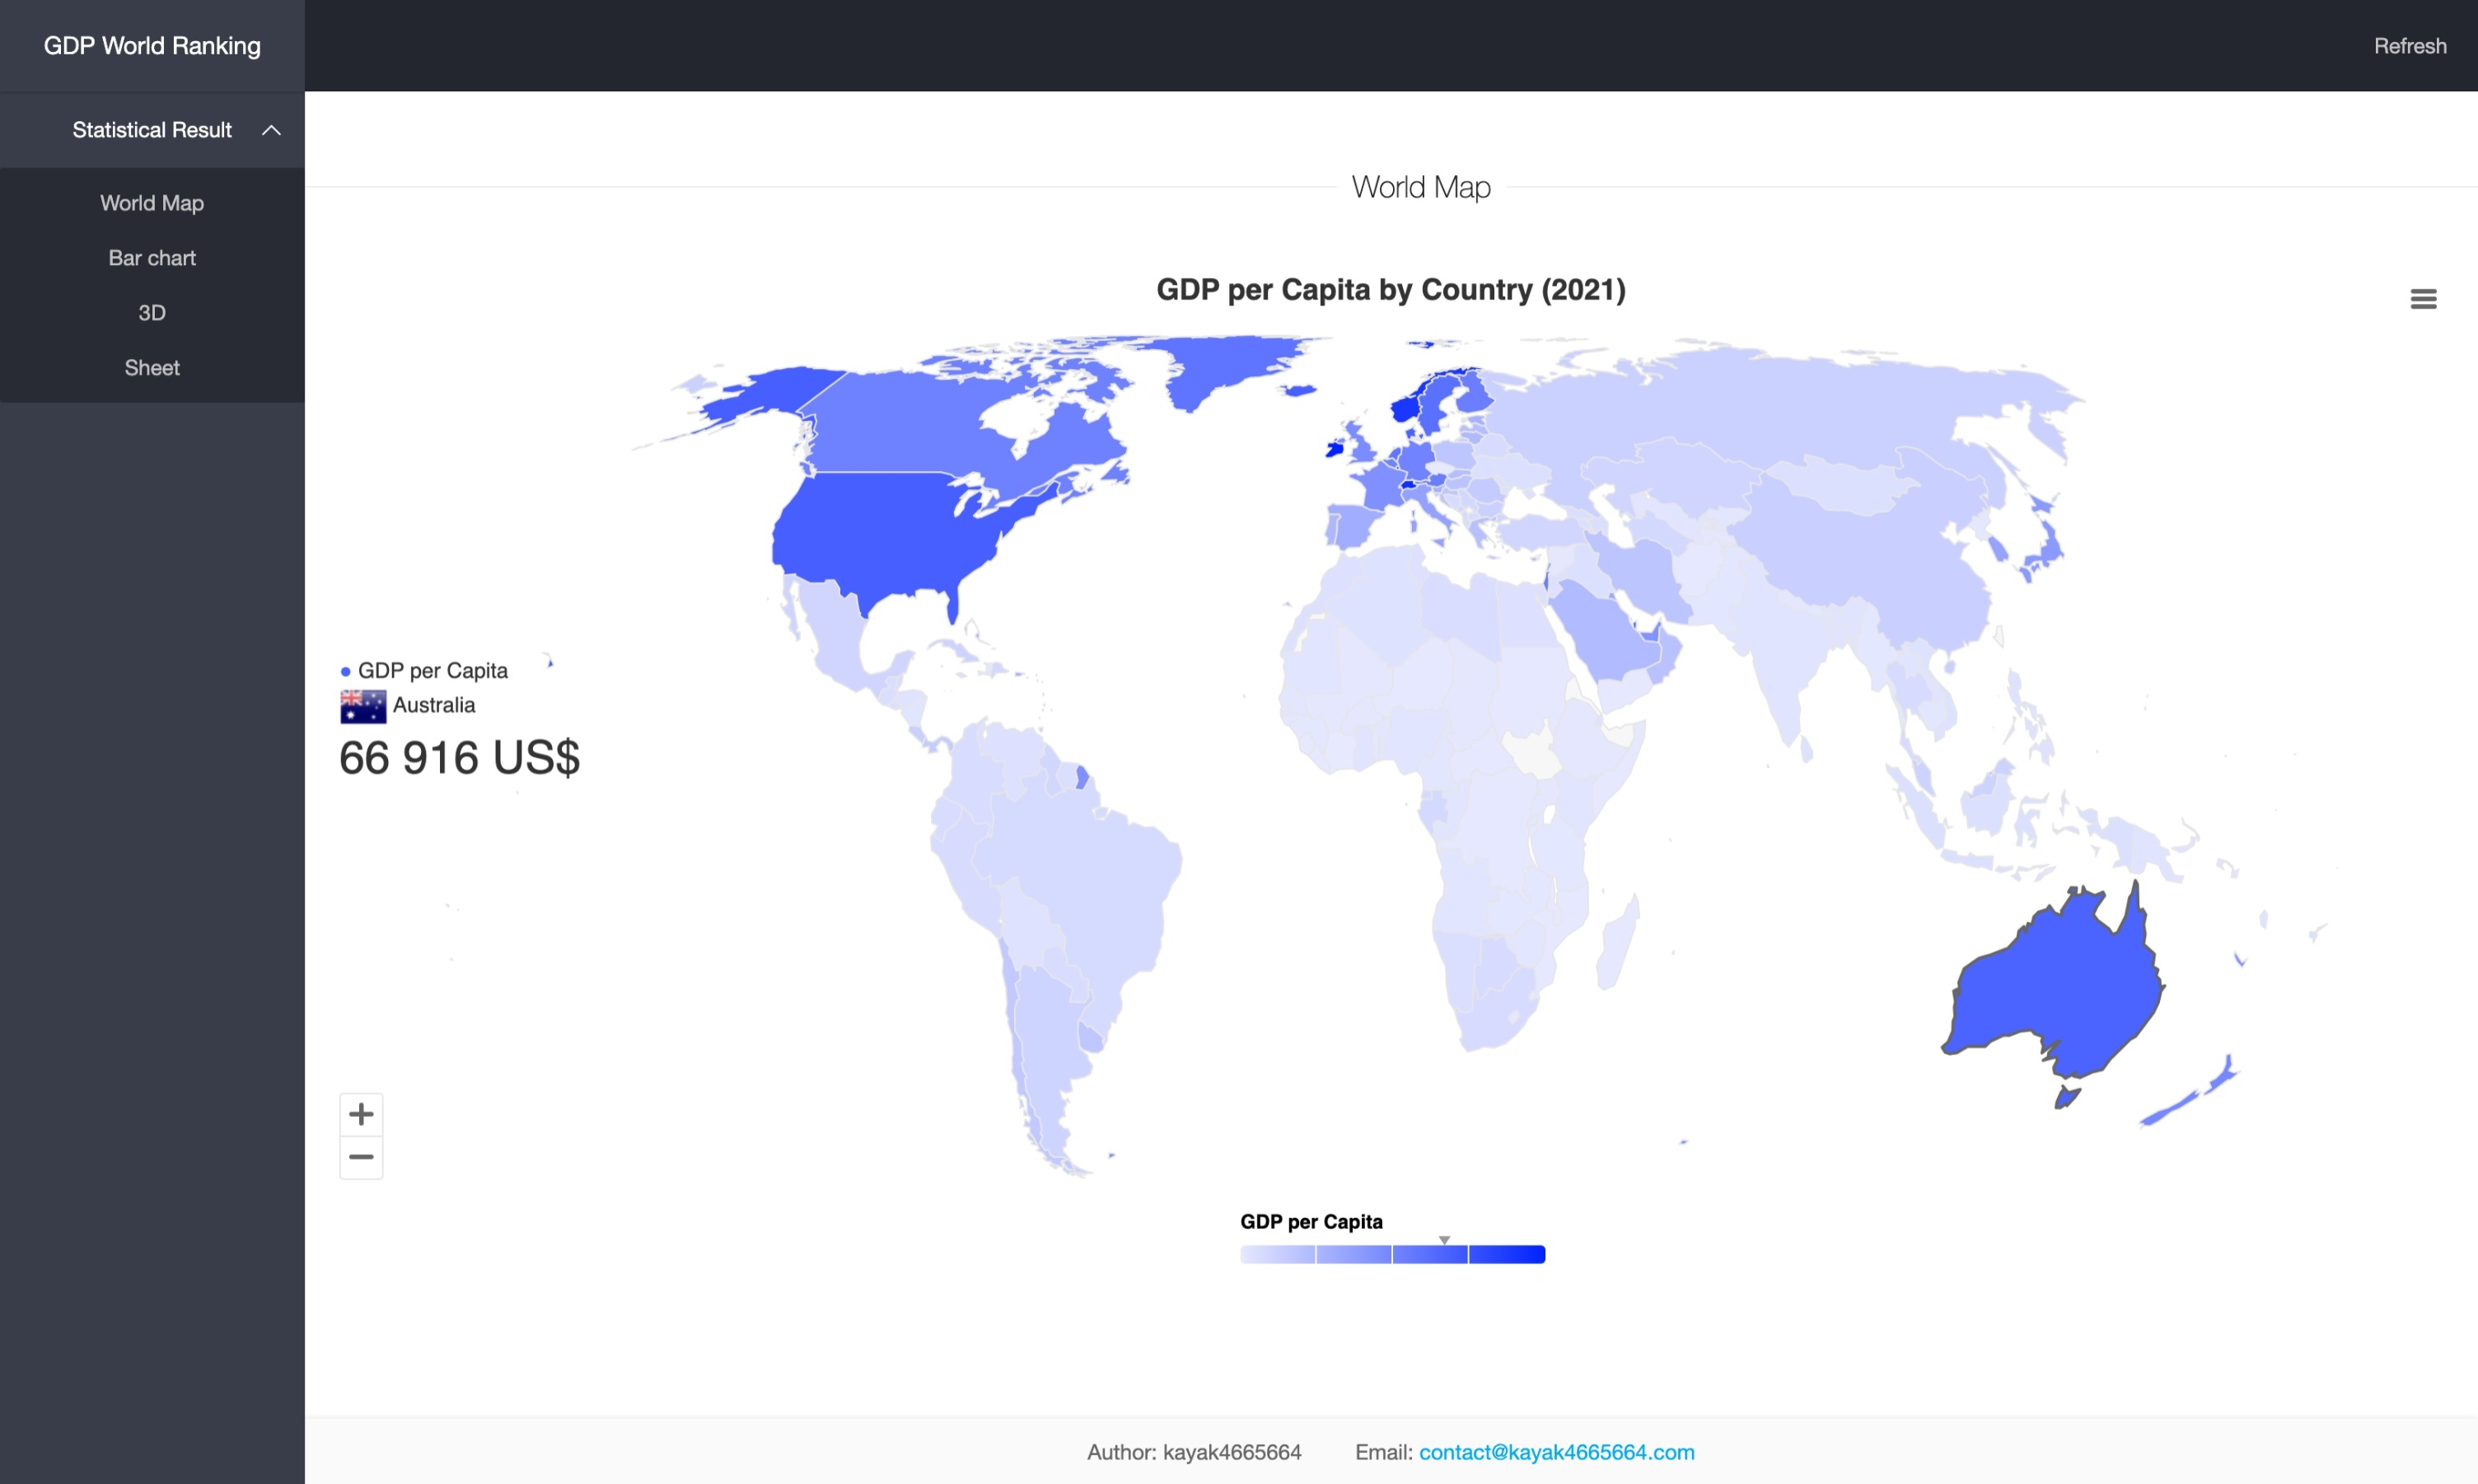 GDP World Ranking
Refresh
Statistical Result
World Map
Bar chart
3D
Sheet
World Map
GDP per Capita by Country (2021)
GDP per Capita
Australia
66 916 US$
GDP per Capita
Author: kayak4665664
Email: contact@kayak4665664.com